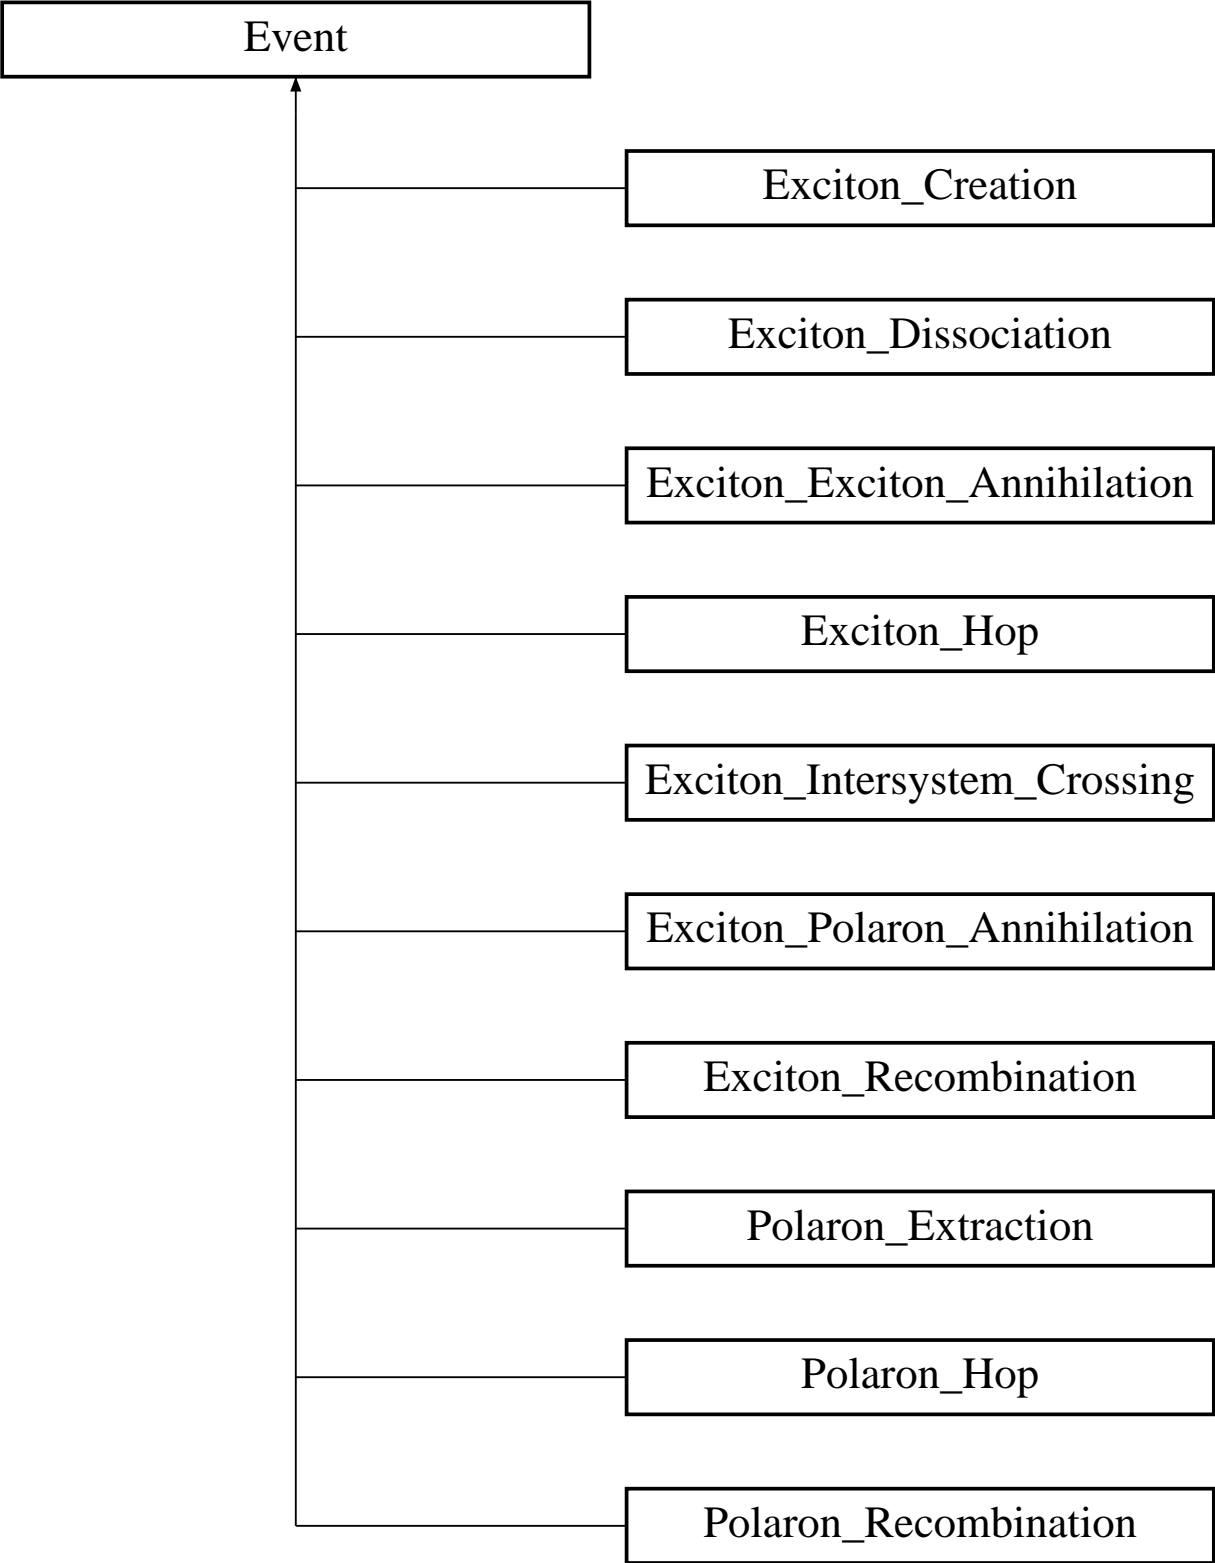 Event
Exciton_Creation
Exciton_Dissociation
Exciton_Exciton_Annihilation
Exciton_Hop
Exciton_Intersystem_Crossing
Exciton_Polaron_Annihilation
Exciton_Recombination
Polaron_Extraction
Polaron_Hop
Polaron_Recombination